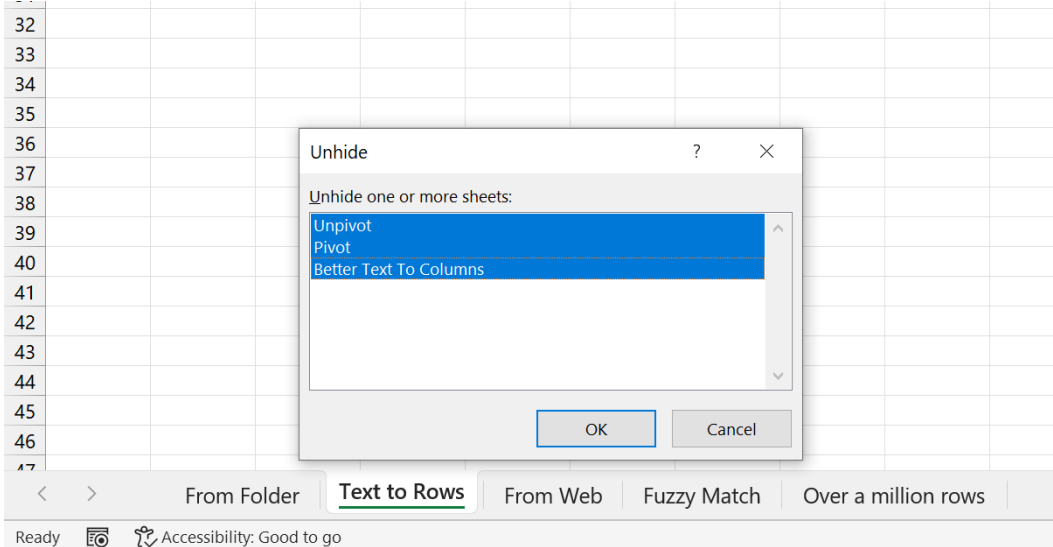 32
33
34
35
36
37
38
39
40
41
42
43
44
45
46
47
Unhide ?
Unhide one or more sheets:
Unpivot
Pivot
Better Text To Columns
OK Cancel
From Folder Text to Rows From Web Fuzzy Match Over a million rows
Ready Accessibility: Good to go